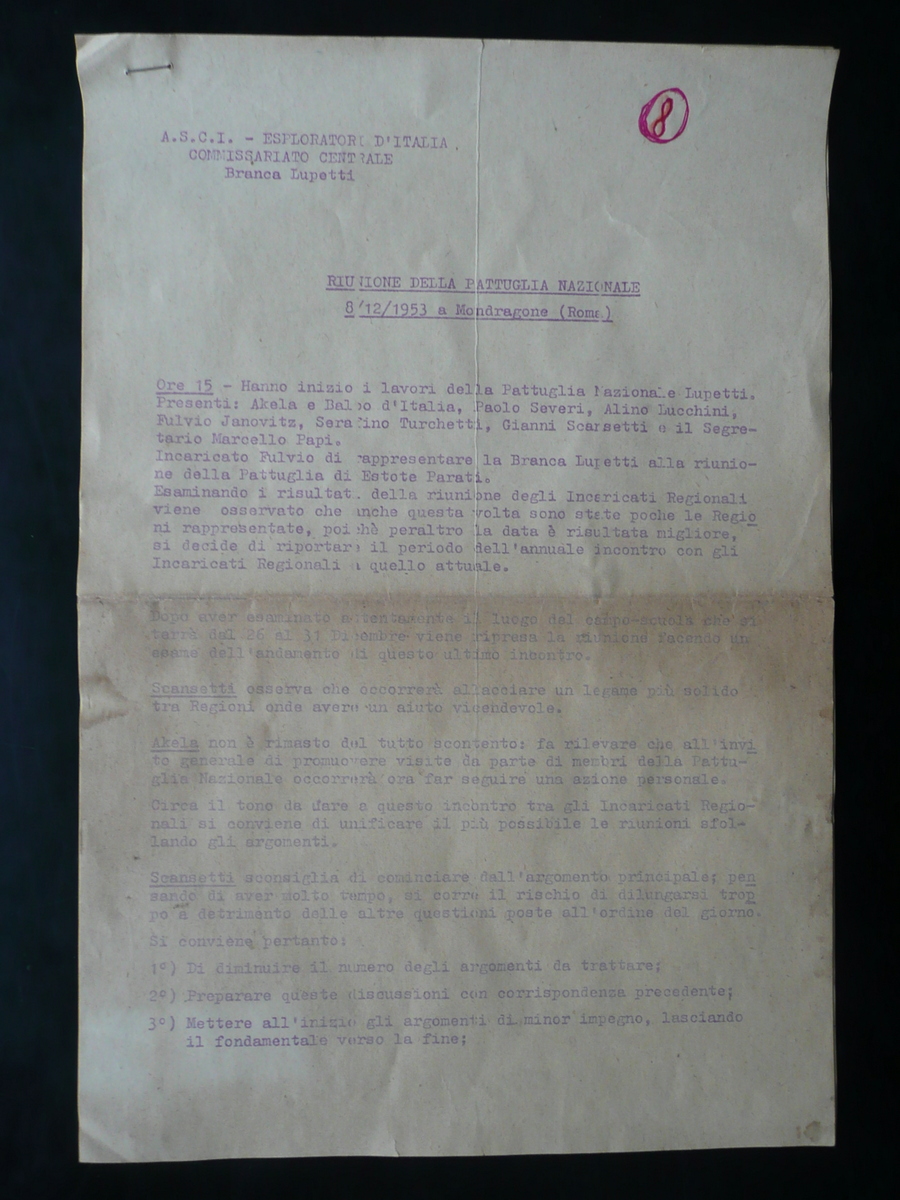 8
A.S.C.I. - ESPLORATORI D'ITALIA
COMMISSARIATO CENTRALE
Branca Lupetti
RIUNIONE DELLA PATTUGLIA NAZIONALE
8/12/1953 a Mondragone (Roma)
Ore 15 - Hanno inizio i lavori della Pattuglia Nazionale Lupetti.
Presenti: Akela e Baloo d'Italia, Paolo Severi, Alino Lucchini,
Fulvio Janovitz, Serafino Turchetti, Gianni Scansetti e il Segre-
tario Marcello Papi.
Incaricato Fulvio di rappresentare la Branca Lupetti alla riunio-
ne della Pattuglia di Estote Parati.
Esaminando i risultati della riunione degli Incaricati Regionali
viene osservato che anche questa volta sono state poche le Regio
ni rappresentate, poichè peraltro la data è risultata migliore,
si decide di riportare il periodo dell'annuale incontro con gli
Incaricati Regionali a quello attuale.
Dopo aver esaminato attentamente il luogo del campo-scuola che si
terrà dal 26 al 31 Dicembre viene ripresa la riunione facendo un
esame dell'andamento di questo ultimo incontro.
Scansetti osserva che occorrerà allacciare un legame più solido
tra Regioni onde avere un aiuto vicendevole.
Akela non è rimasto del tutto scontento: fa rilevare che all'invi
to generale di promuovere visite da parte di membri della Pattu-
glia Nazionale occorrerà ora far seguire una azione personale.
Circa il tono da dare a questo incontro tra gli Incaricati Regio-
nali si conviene di unificare il più possibile le riunioni sfol-
lando gli argomenti.
Scansetti sconsiglia di cominciare dall'argomento principale; pen
sando di aver molto tempo, si corre il rischio di dilungarsi trop
po a detrimento delle altre questioni poste all'ordine del giorno.
Si conviene pertanto:
1°) Di diminuire il numero degli argomenti da trattare;
2°) Preparare queste discussioni con corrispondenza precedente;
3°) Mettere all'inizio gli argomenti di minor impegno, lasciando
il fondamentale verso la fine;